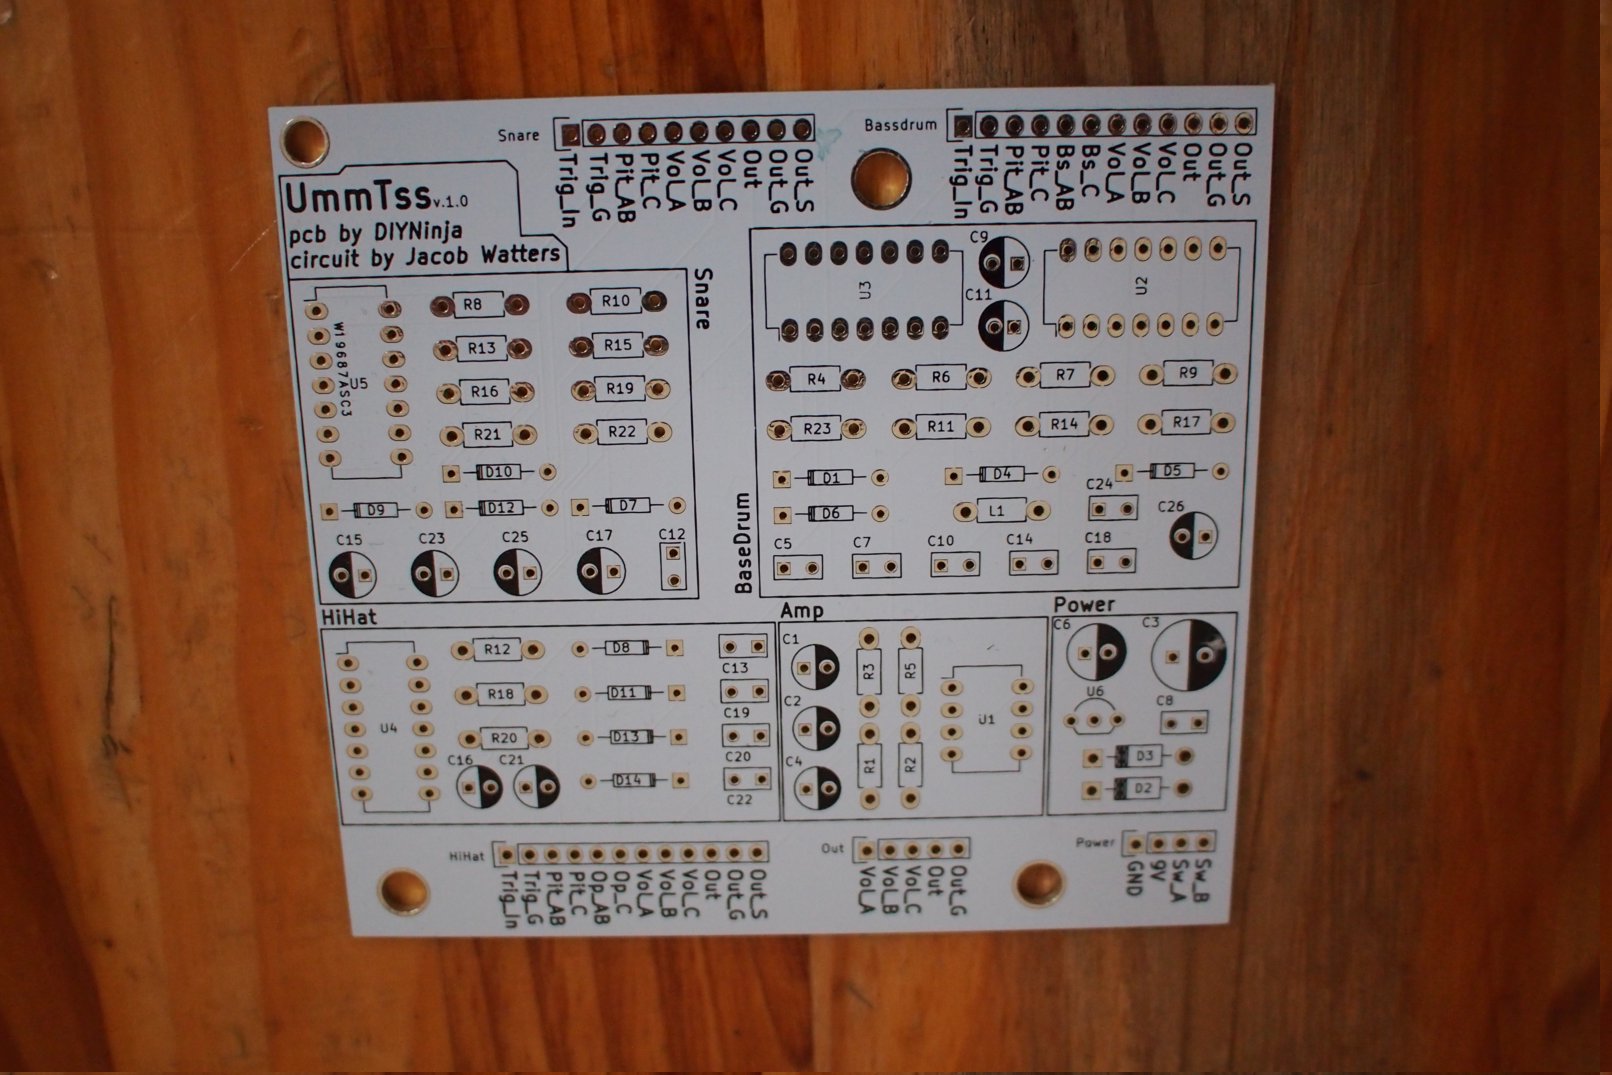 Snare
Trig_In
Trig_G
Pit_AB
Pit_C
Vol_A
Vol_B
Vol_C
Out
Out_G
Out_S
Bassdrum
Trig_In
Trig_G
Pit_AB
Pit_C
Bs_AB
Bs_C
Vol_A
Vol_B
Vol_C
Out
Out_G
Out_S
UmmTss v.1.0
pcb by DIYNinja
circuit by Jacob Watters
Snare
W19687ASC3
U5
R8
R10
R13
R15
R16
R19
R21
R22
D10
D9
D12
D7
C15
C23
C25
C17
C12
BaseDrum
U3
C9
C11
U2
R4
R6
R7
R9
R23
R11
R14
R17
D1
D4
D5
D6
L1
C24
C26
C5
C7
C10
C14
C18
HiHat
U4
R12
R18
R20
C16
C21
D8
D11
D13
D14
C13
C19
C20
C22
Amp
C1
C2
C4
R3
R5
R1
R2
U1
Power
C6
C3
U6
C8
D3
D2
HiHat
Trig_In
Trig_G
Pit_AB
Pit_C
Op_AB
Op_C
Vol_A
Vol_B
Vol_C
Out
Out_G
Out_S
Out
Vol_A
Vol_B
Vol_C
Out
Out_G
Power
GND
9V
Sw_A
Sw_B